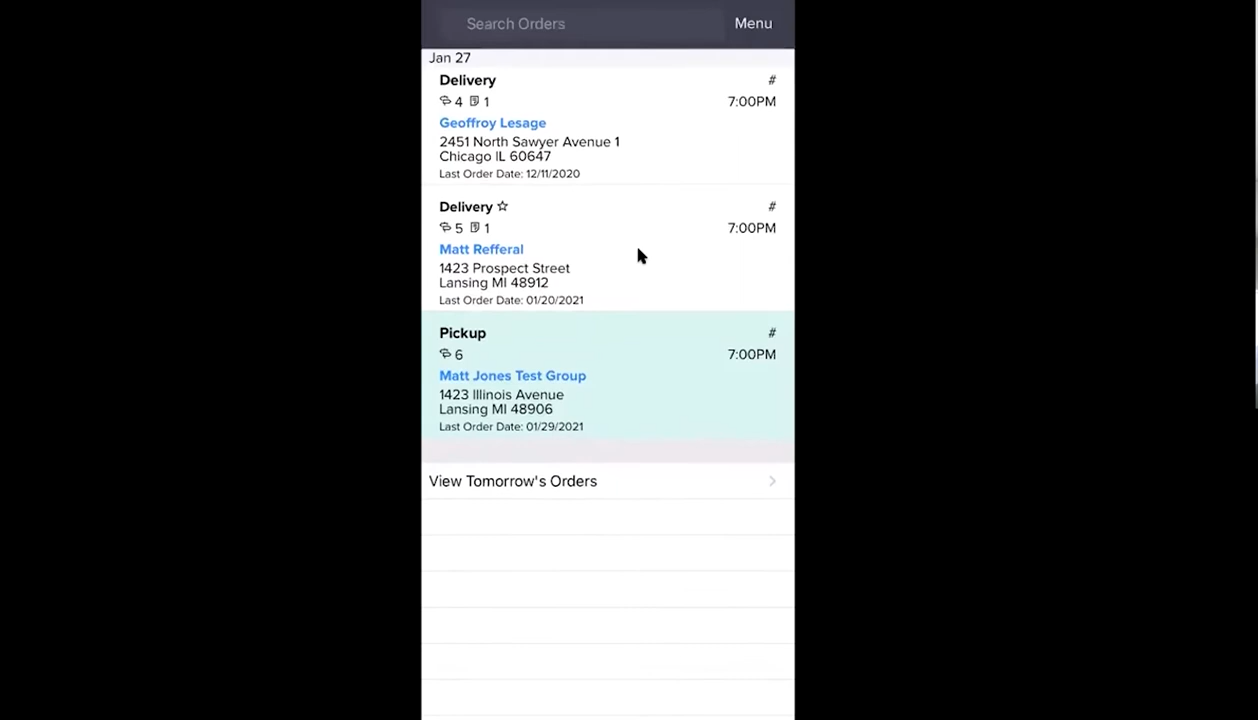 Search Orders Menu
Jan 27
Delivery #
4 1 7:00PM
Geoffroy Lesage
2451 North Sawyer Avenue 1
Chicago IL 60647
Last Order Date: 12/11/2020
Delivery ☆ #
5 1 7:00PM
Matt Refferal
1423 Prospect Street
Lansing MI 48912
Last Order Date: 01/20/2021
Pickup #
6 7:00PM
Matt Jones Test Group
1423 Illinois Avenue
Lansing MI 48906
Last Order Date: 01/29/2021
View Tomorrow's Orders